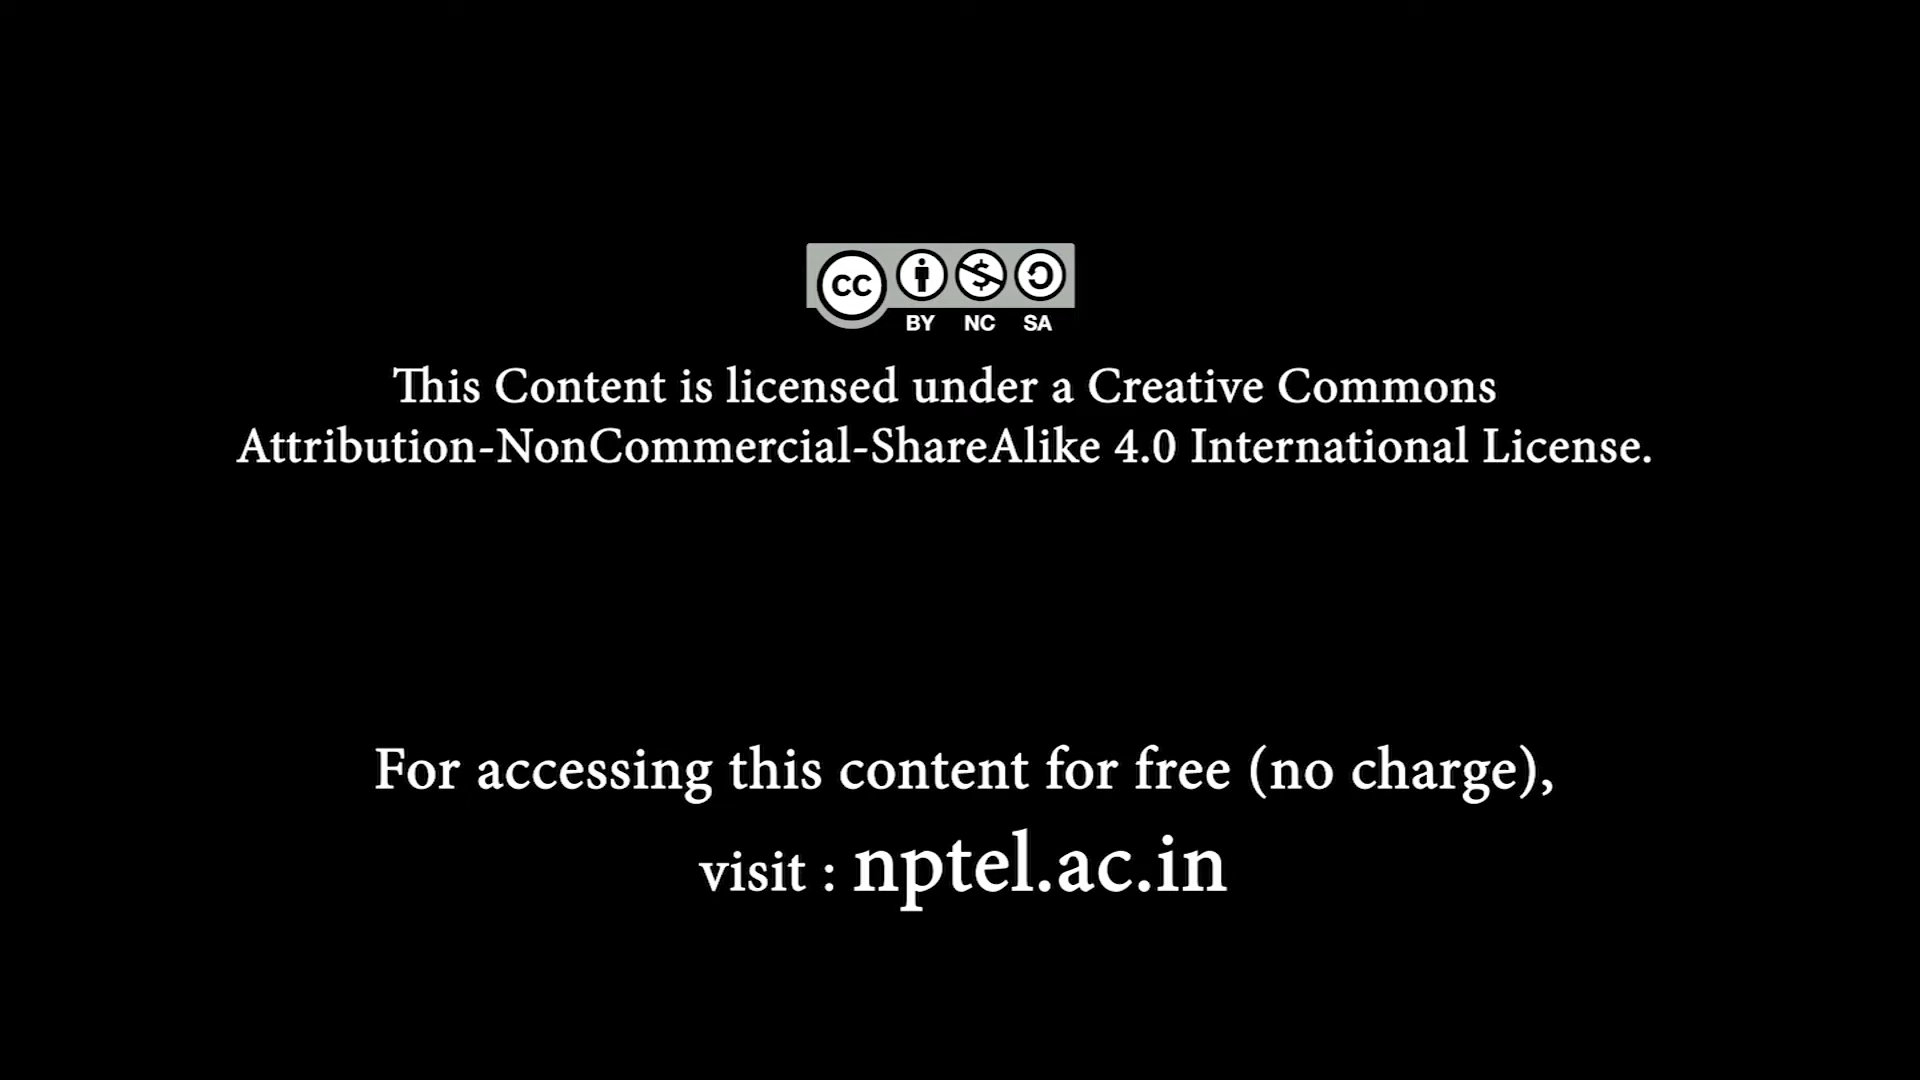 cc
BY NC SA
This Content is licensed under a Creative Commons
Attribution-NonCommercial-ShareAlike 4.0 International License.
For accessing this content for free (no charge),
visit : nptel.ac.in